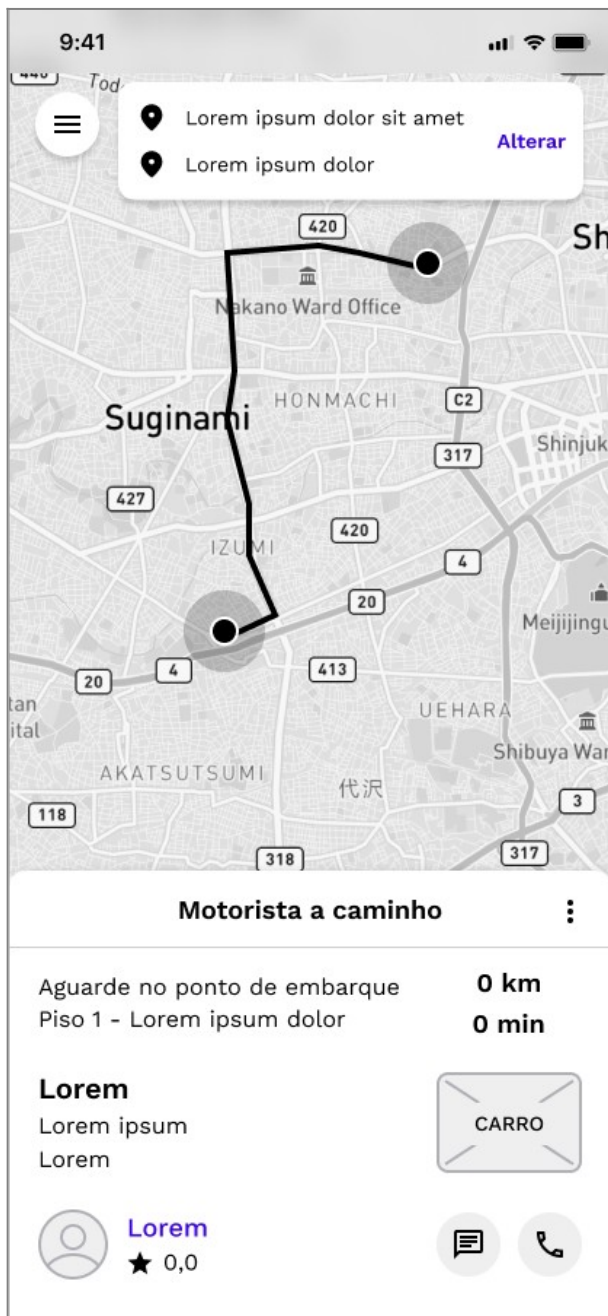 9:41
Tod
Lorem ipsum dolor sit amet
Alterar
Lorem ipsum dolor
420
Sh
Nakano Ward Office
HONMACHI
C2
Suginami
317
Shinjuk
427
IZUMI
420
4
20
Meijijingu
4
413
20
tan
ital
UEHARA
Shibuya War
AKATSUTSUMI
代沢
3
118
317
318
Motorista a caminho
Aguarde no ponto de embarque
0 km
Piso 1 - Lorem ipsum dolor
0 min
Lorem
Lorem ipsum
CARRO
Lorem
Lorem
0,0